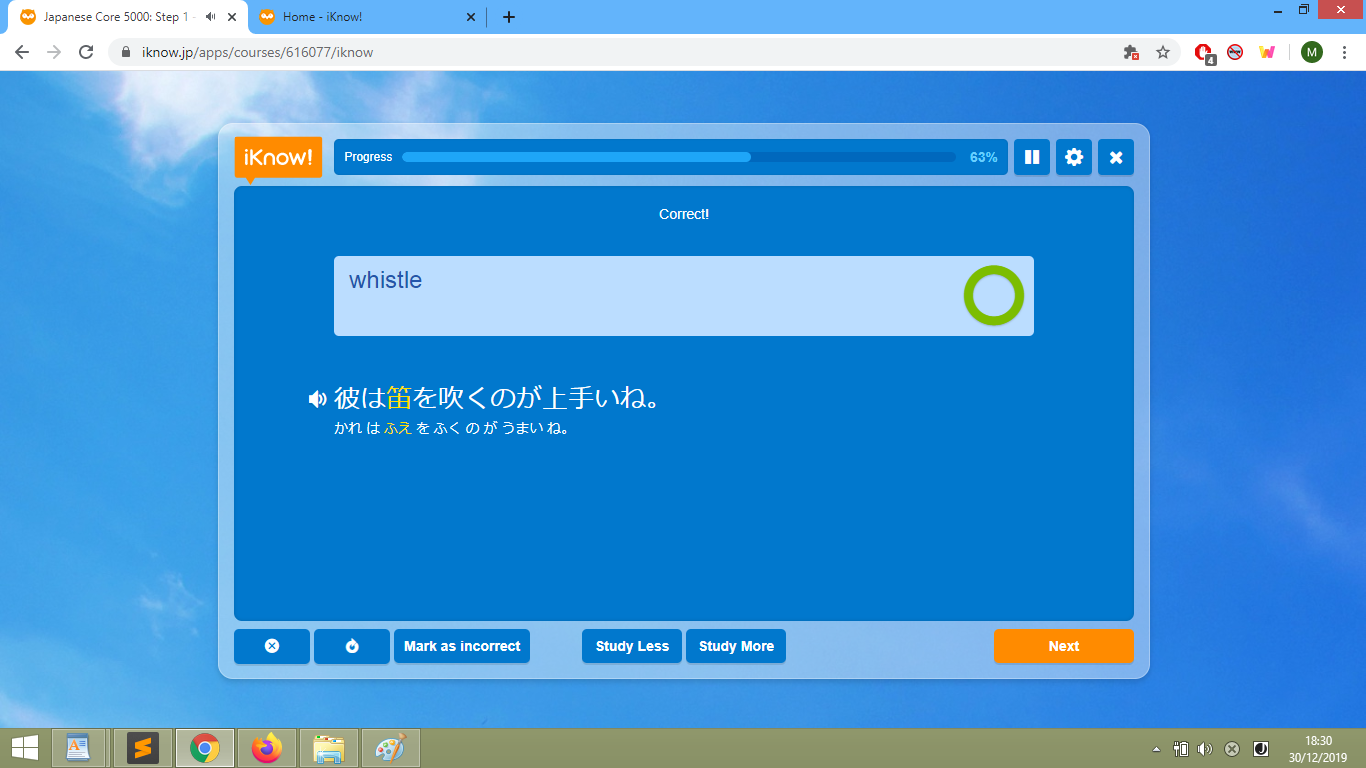 Japanese Core 5000: Step 1 -
Home - iKnow!
iknow.jp/apps/courses/616077/iknow
4
M
iKnow!
Progress
63%
Correct!
whistle
彼は笛を吹くのが上手いね。
かれ は ふえ を ふく の が うまい ね。
Mark as incorrect
Study Less
Study More
Next
18:30
30/12/2019